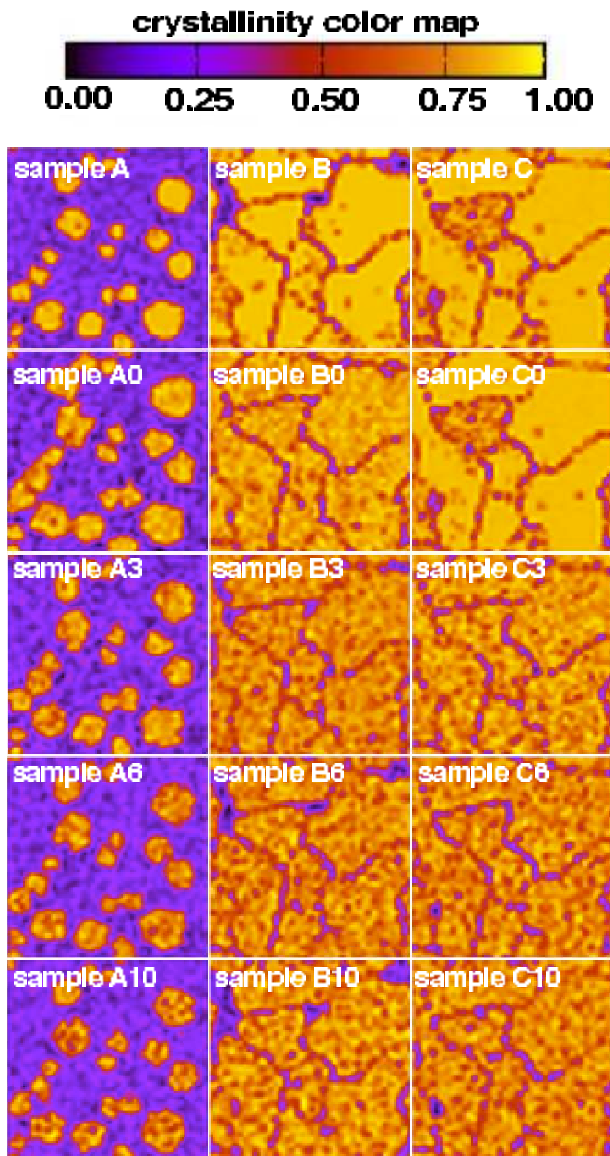 crystallinity color map
0.00 0.25 0.50 0.75 1.00
sample A sample B sample C
sample A0 sample B0 sample C0
sample A3 sample B3 sample C3
sample A6 sample B6 sample C6
sample A10 sample B10 sample C10